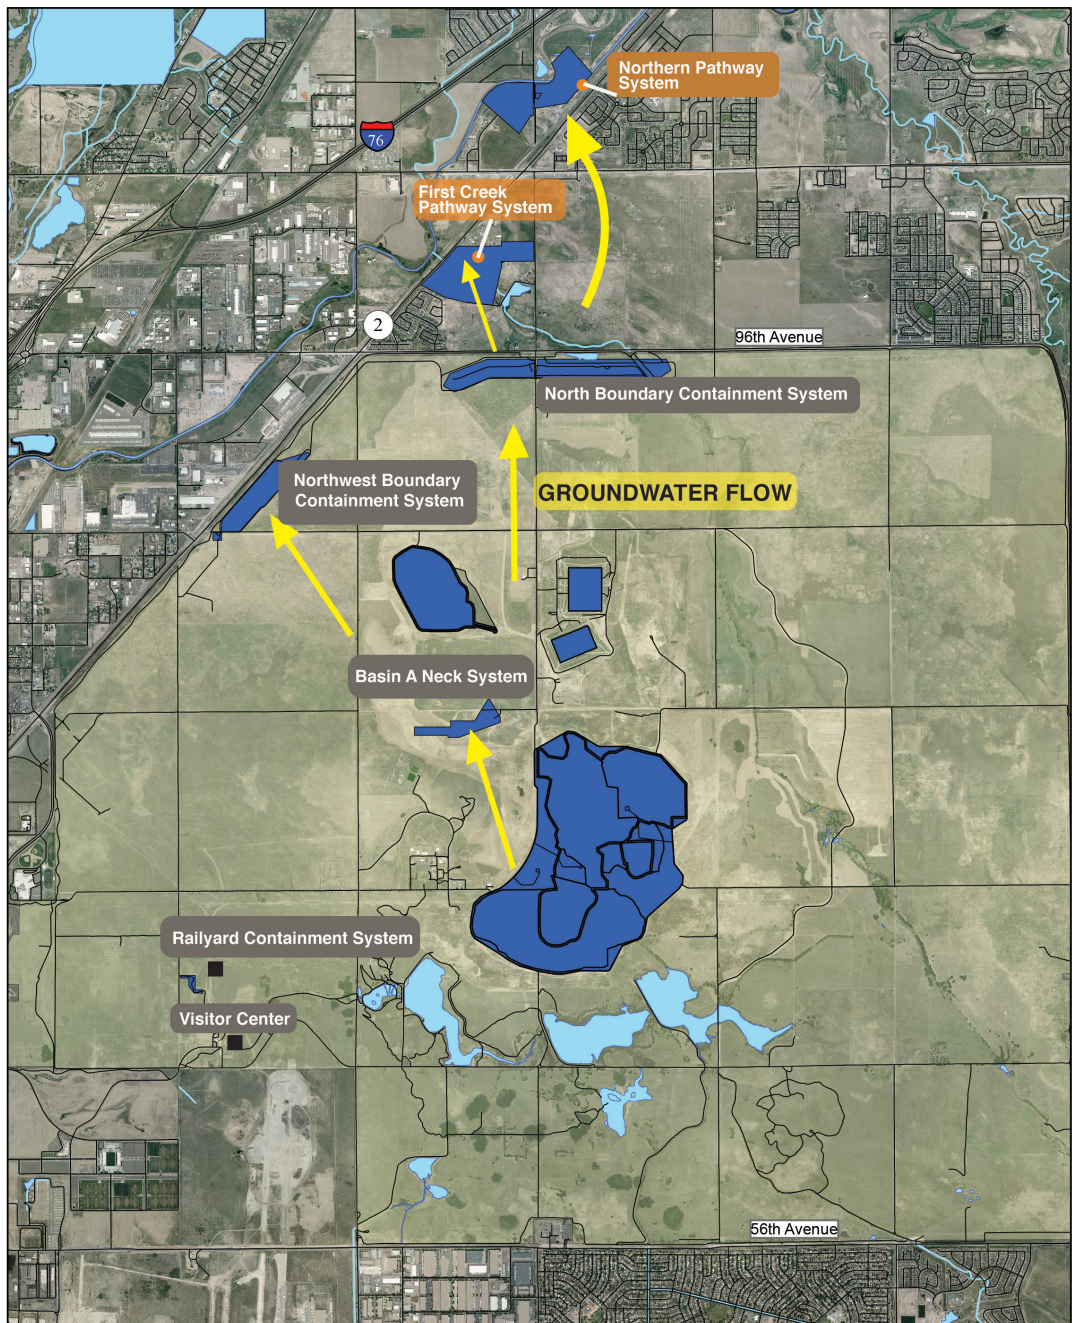 Northern Pathway
System
76
First Creek
Pathway System
2
96th Avenue
North Boundary Containment System
Northwest Boundary
Containment System
GROUNDWATER FLOW
Basin A Neck System
Railyard Containment System
Visitor Center
56th Avenue